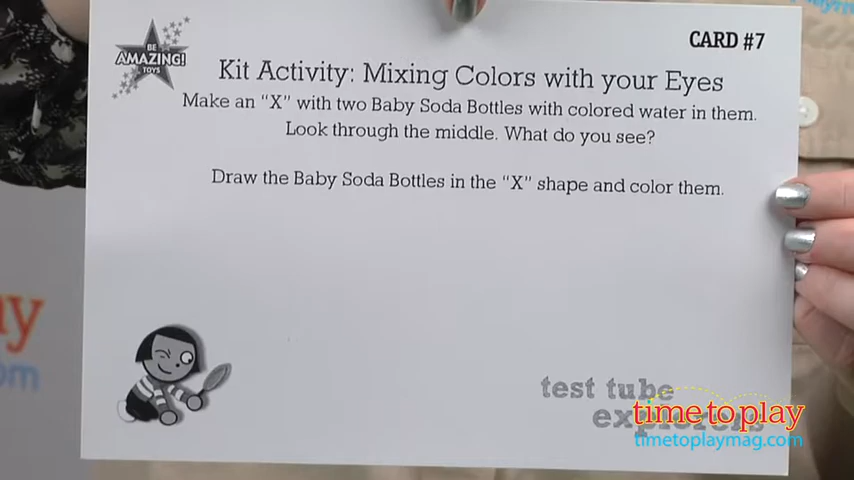 BE
AMAZING!
TOYS
CARD #7
Kit Activity: Mixing Colors with your Eyes
Make an "X" with two Baby Soda Bottles with colored water in them.
Look through the middle. What do you see?
Draw the Baby Soda Bottles in the "X" shape and color them.
test tube
explorers
time to play
timetoplaymag.com